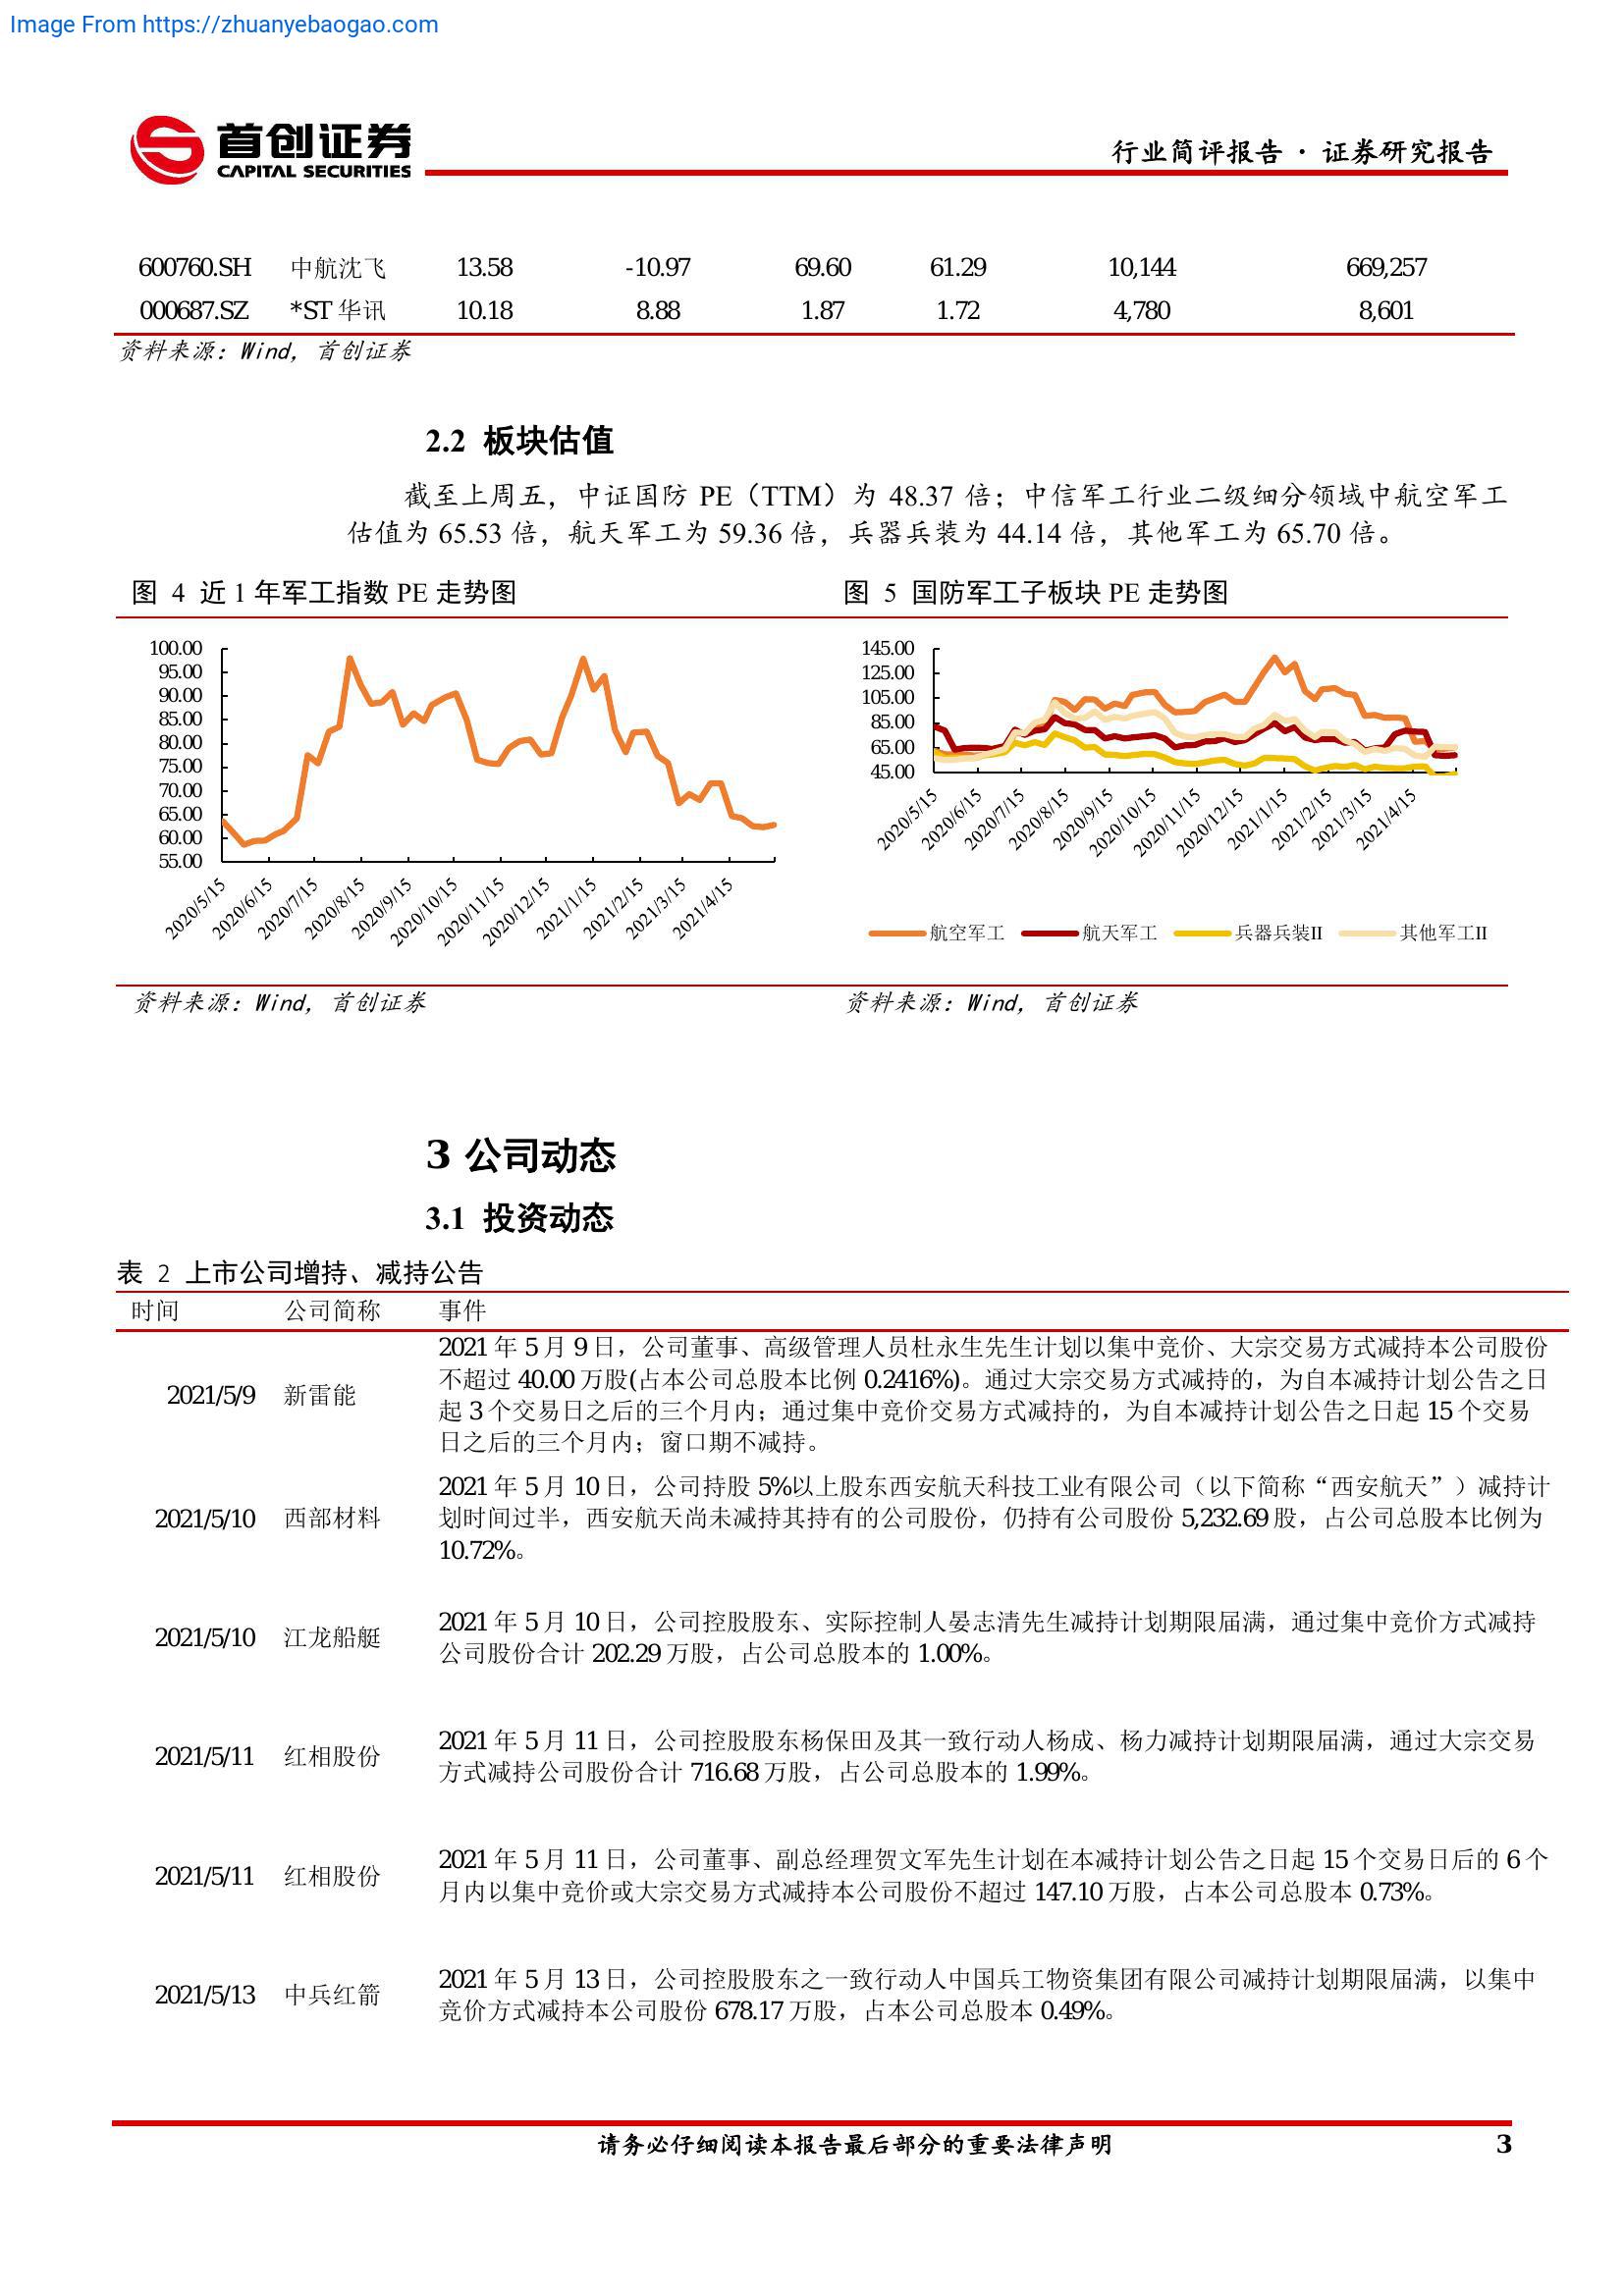 Image From https://zhuanyebaogao.com
首创证券
CAPITAL SECURITIES
行业简评报告 · 证券研究报告
600760.SH 中航沈飞 13.58 -10.97 69.60 61.29 10,144 669,257
000687.SZ *ST 华讯 10.18 8.88 1.87 1.72 4,780 8,601
资料来源：Wind，首创证券
2.2 板块估值
截至上周五，中证国防 PE（TTM）为 48.37 倍；中信军工行业二级细分领域中航空军工
估值为 65.53 倍，航天军工为 59.36 倍，兵器兵装为 44.14 倍，其他军工为 65.70 倍。
图 4 近 1 年军工指数 PE 走势图
100.00
95.00
90.00
85.00
80.00
75.00
70.00
65.00
60.00
55.00
2020/5/15 2020/6/15 2020/7/15 2020/8/15 2020/9/15 2020/10/15 2020/11/15 2020/12/15 2021/1/15 2021/2/15 2021/3/15 2021/4/15
资料来源：Wind，首创证券
图 5 国防军工子板块 PE 走势图
145.00
125.00
105.00
85.00
65.00
45.00
2020/5/15 2020/6/15 2020/7/15 2020/8/15 2020/9/15 2020/10/15 2020/11/15 2020/12/15 2021/1/15 2021/2/15 2021/3/15 2021/4/15
航空军工 航天军工 兵器兵装II 其他军工II
资料来源：Wind，首创证券
3 公司动态
3.1 投资动态
表 2 上市公司增持、减持公告
时间 公司简称 事件
2021/5/9 新雷能
2021 年 5 月 9 日，公司董事、高级管理人员杜永生先生计划以集中竞价、大宗交易方式减持本公司股份
不超过 40.00 万股(占本公司总股本比例 0.2416%)。通过大宗交易方式减持的，为自本减持计划公告之日
起 3 个交易日之后的三个月内；通过集中竞价交易方式减持的，为自本减持计划公告之日起 15 个交易
日之后的三个月内；窗口期不减持。
2021/5/10 西部材料
2021 年 5 月 10 日，公司持股 5%以上股东西安航天科技工业有限公司（以下简称“西安航天”）减持计
划时间过半，西安航天尚未减持其持有的公司股份，仍持有公司股份 5,232.69 股，占公司总股本比例为
10.72%。
2021/5/10 江龙船艇
2021 年 5 月 10 日，公司控股股东、实际控制人晏志清先生减持计划期限届满，通过集中竞价方式减持
公司股份合计 202.29 万股，占公司总股本的 1.00%。
2021/5/11 红相股份
2021 年 5 月 11 日，公司控股股东杨保田及其一致行动人杨成、杨力减持计划期限届满，通过大宗交易
方式减持公司股份合计 716.68 万股，占公司总股本的 1.99%。
2021/5/11 红相股份
2021 年 5 月 11 日，公司董事、副总经理贺文军先生计划在本减持计划公告之日起 15 个交易日后的 6 个
月内以集中竞价或大宗交易方式减持本公司股份不超过 147.10 万股，占本公司总股本 0.73%。
2021/5/13 中兵红箭
2021 年 5 月 13 日，公司控股股东之一致行动人中国兵工物资集团有限公司减持计划期限届满，以集中
竞价方式减持本公司股份 678.17 万股，占本公司总股本 0.49%。
请务必仔细阅读本报告最后部分的重要法律声明 3